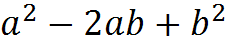 a² − 2ab + b²